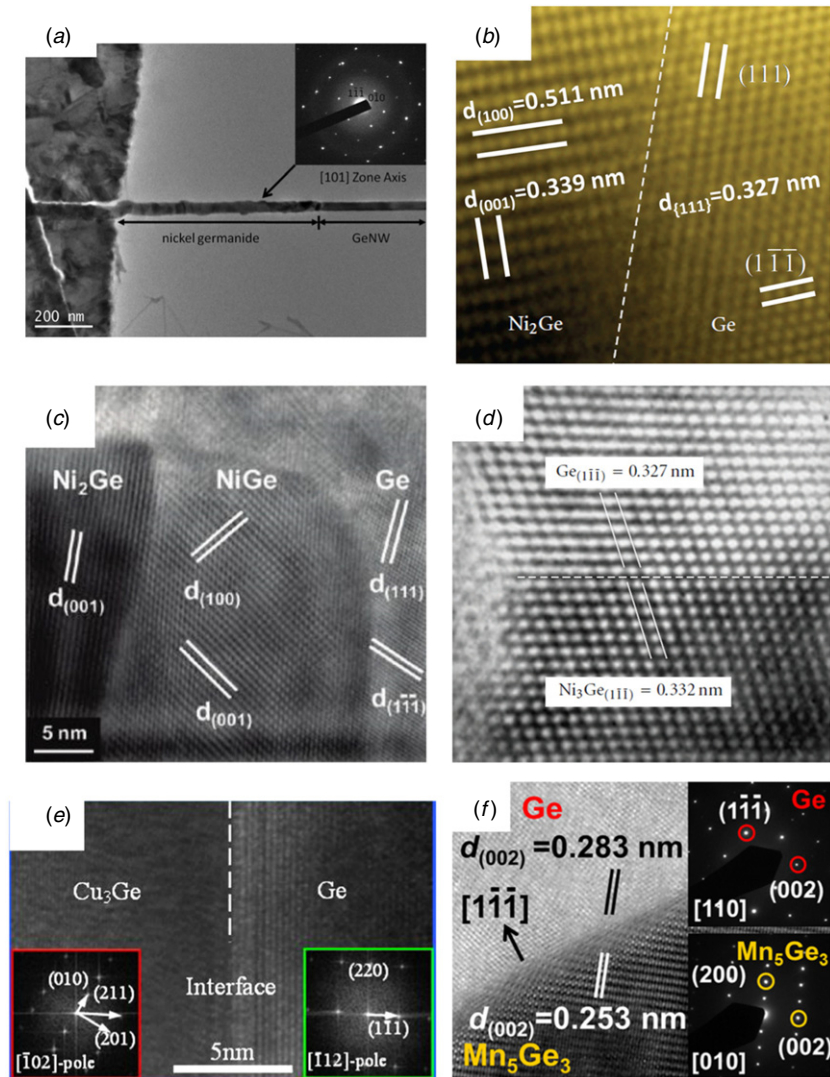 (a)
1̄1̄1̄ 010
[101] Zone Axis
nickel germanide
GeNW
200 nm
(b)
(111)
d(100)=0.511 nm
d(001)=0.339 nm
d{111}=0.327 nm
(11̄1̄)
Ni₂Ge
Ge
(c)
Ni₂Ge
NiGe
Ge
d(001)
d(100)
d(111)
d(001)
d(11̄1̄)
5 nm
(d)
Ge(11̄1̄) = 0.327 nm
Ni₃Ge(11̄1̄) = 0.332 nm
(e)
Cu₃Ge
Ge
(010)
(211)
(201)
[1̄02]-pole
Interface
5nm
(220)
(11̄1)
[1̄12]-pole
(f)
Ge
d(002) =0.283 nm
[11̄1̄]
d(002) =0.253 nm
Mn₅Ge₃
Ge
(11̄1̄)
(002)
[110]
Mn₅Ge₃
(200)
(002)
[010]